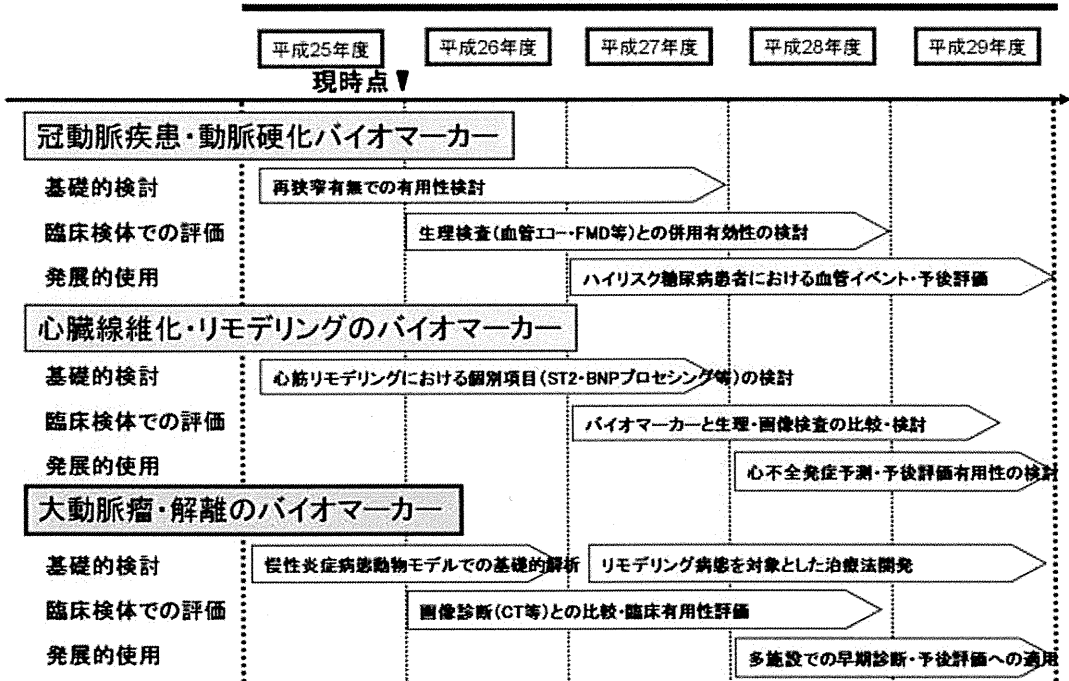 平成25年度 平成26年度 平成27年度 平成28年度 平成29年度
現時点▼
冠動脈疾患・動脈硬化バイオマーカー
基礎的検討 再狭窄有無での有用性検討
臨床検体での評価 生理検査(血管エコー・FMD等)との併用有効性の検討
発展的使用 ハイリスク糖尿病患者における血管イベント・予後評価
心臓線維化・リモデリングのバイオマーカー
基礎的検討 心筋リモデリングにおける個別項目(ST2・BNPプロセシング等)の検討
臨床検体での評価 バイオマーカーと生理・画像検査の比較・検討
発展的使用 心不全発症予測・予後評価有用性の検討
大動脈瘤・解離のバイオマーカー
基礎的検討 慢性炎症病態動物モデルでの基礎的解析 リモデリング病態を対象とした治療法開発
臨床検体での評価 画像診断(CT等)との比較・臨床有用性評価
発展的使用 多施設での早期診断・予後評価への適用